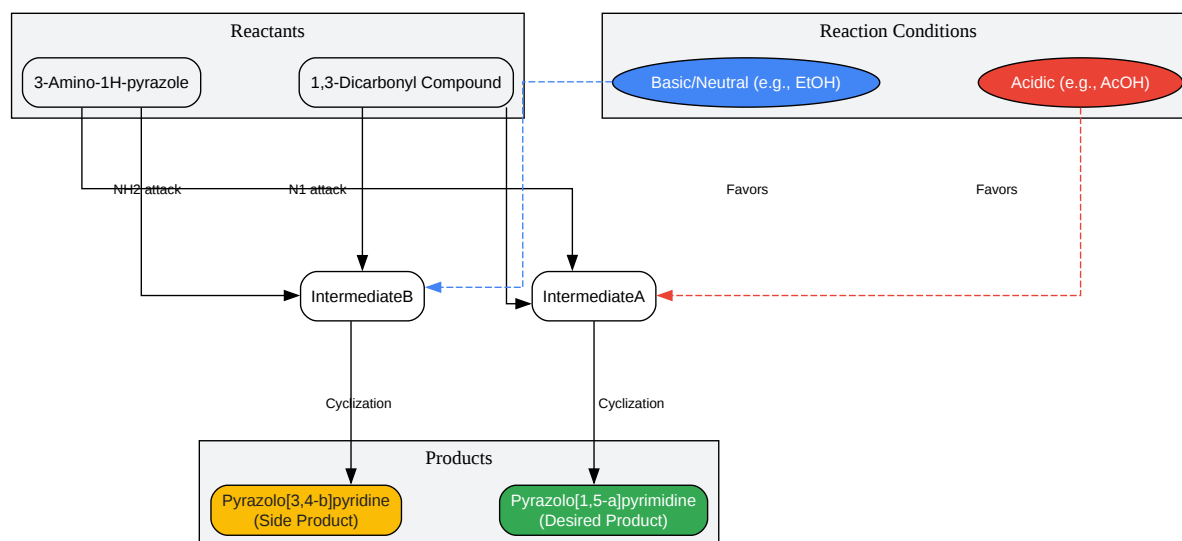 Reactants
Reaction Conditions
3-Amino-1H-pyrazole
1,3-Dicarbonyl Compound
Basic/Neutral (e.g., EtOH)
Acidic (e.g., AcOH)
NH2 attack
N1 attack
Favors
Favors
IntermediateB
IntermediateA
Cyclization
Cyclization
Products
Pyrazolo[3,4-b]pyridine
(Side Product)
Pyrazolo[1,5-a]pyrimidine
(Desired Product)